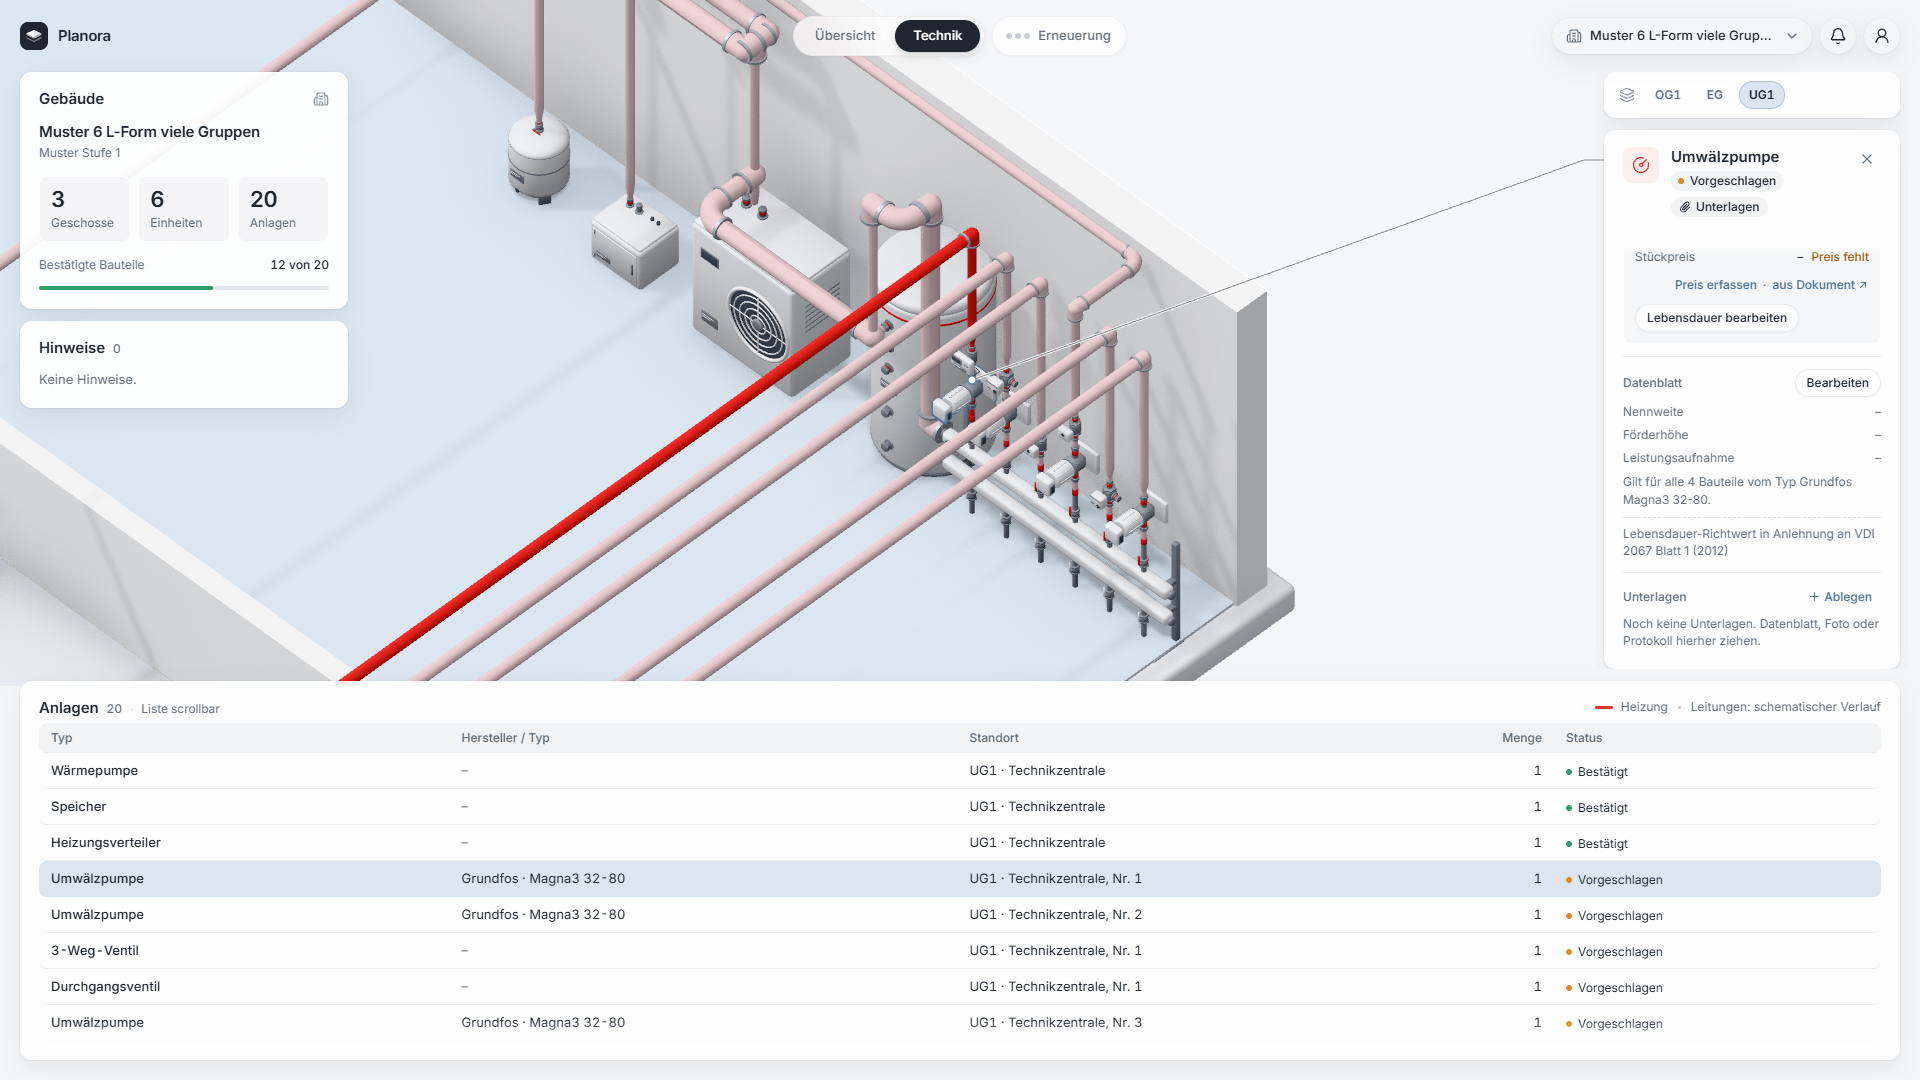 Planora
Übersicht
Technik
Erneuerung
Muster 6 L-Form viele Grup...
Gebäude
Muster 6 L-Form viele Gruppen
Muster Stufe 1
3
Geschosse
6
Einheiten
20
Anlagen
Bestätigte Bauteile 12 von 20
Hinweise 0
Keine Hinweise.
OG1 EG UG1
Umwälzpumpe
Vorgeschlagen
Unterlagen
Stückpreis – Preis fehlt
Preis erfassen · aus Dokument ↗
Lebensdauer bearbeiten
Datenblatt Bearbeiten
Nennweite –
Förderhöhe –
Leistungsaufnahme –
Gilt für alle 4 Bauteile vom Typ Grundfos
Magna3 32-80.
Lebensdauer-Richtwert in Anlehnung an VDI
2067 Blatt 1 (2012)
Unterlagen + Ablegen
Noch keine Unterlagen. Datenblatt, Foto oder
Protokoll hierher ziehen.
Anlagen 20 · Liste scrollbar
Heizung · Leitungen: schematischer Verlauf
Typ Hersteller / Typ Standort Menge Status
Wärmepumpe – UG1 · Technikzentrale 1 Bestätigt
Speicher – UG1 · Technikzentrale 1 Bestätigt
Heizungsverteiler – UG1 · Technikzentrale 1 Bestätigt
Umwälzpumpe Grundfos · Magna3 32-80 UG1 · Technikzentrale, Nr. 1 1 Vorgeschlagen
Umwälzpumpe Grundfos · Magna3 32-80 UG1 · Technikzentrale, Nr. 2 1 Vorgeschlagen
3-Weg-Ventil – UG1 · Technikzentrale, Nr. 1 1 Vorgeschlagen
Durchgangsventil – UG1 · Technikzentrale, Nr. 1 1 Vorgeschlagen
Umwälzpumpe Grundfos · Magna3 32-80 UG1 · Technikzentrale, Nr. 3 1 Vorgeschlagen